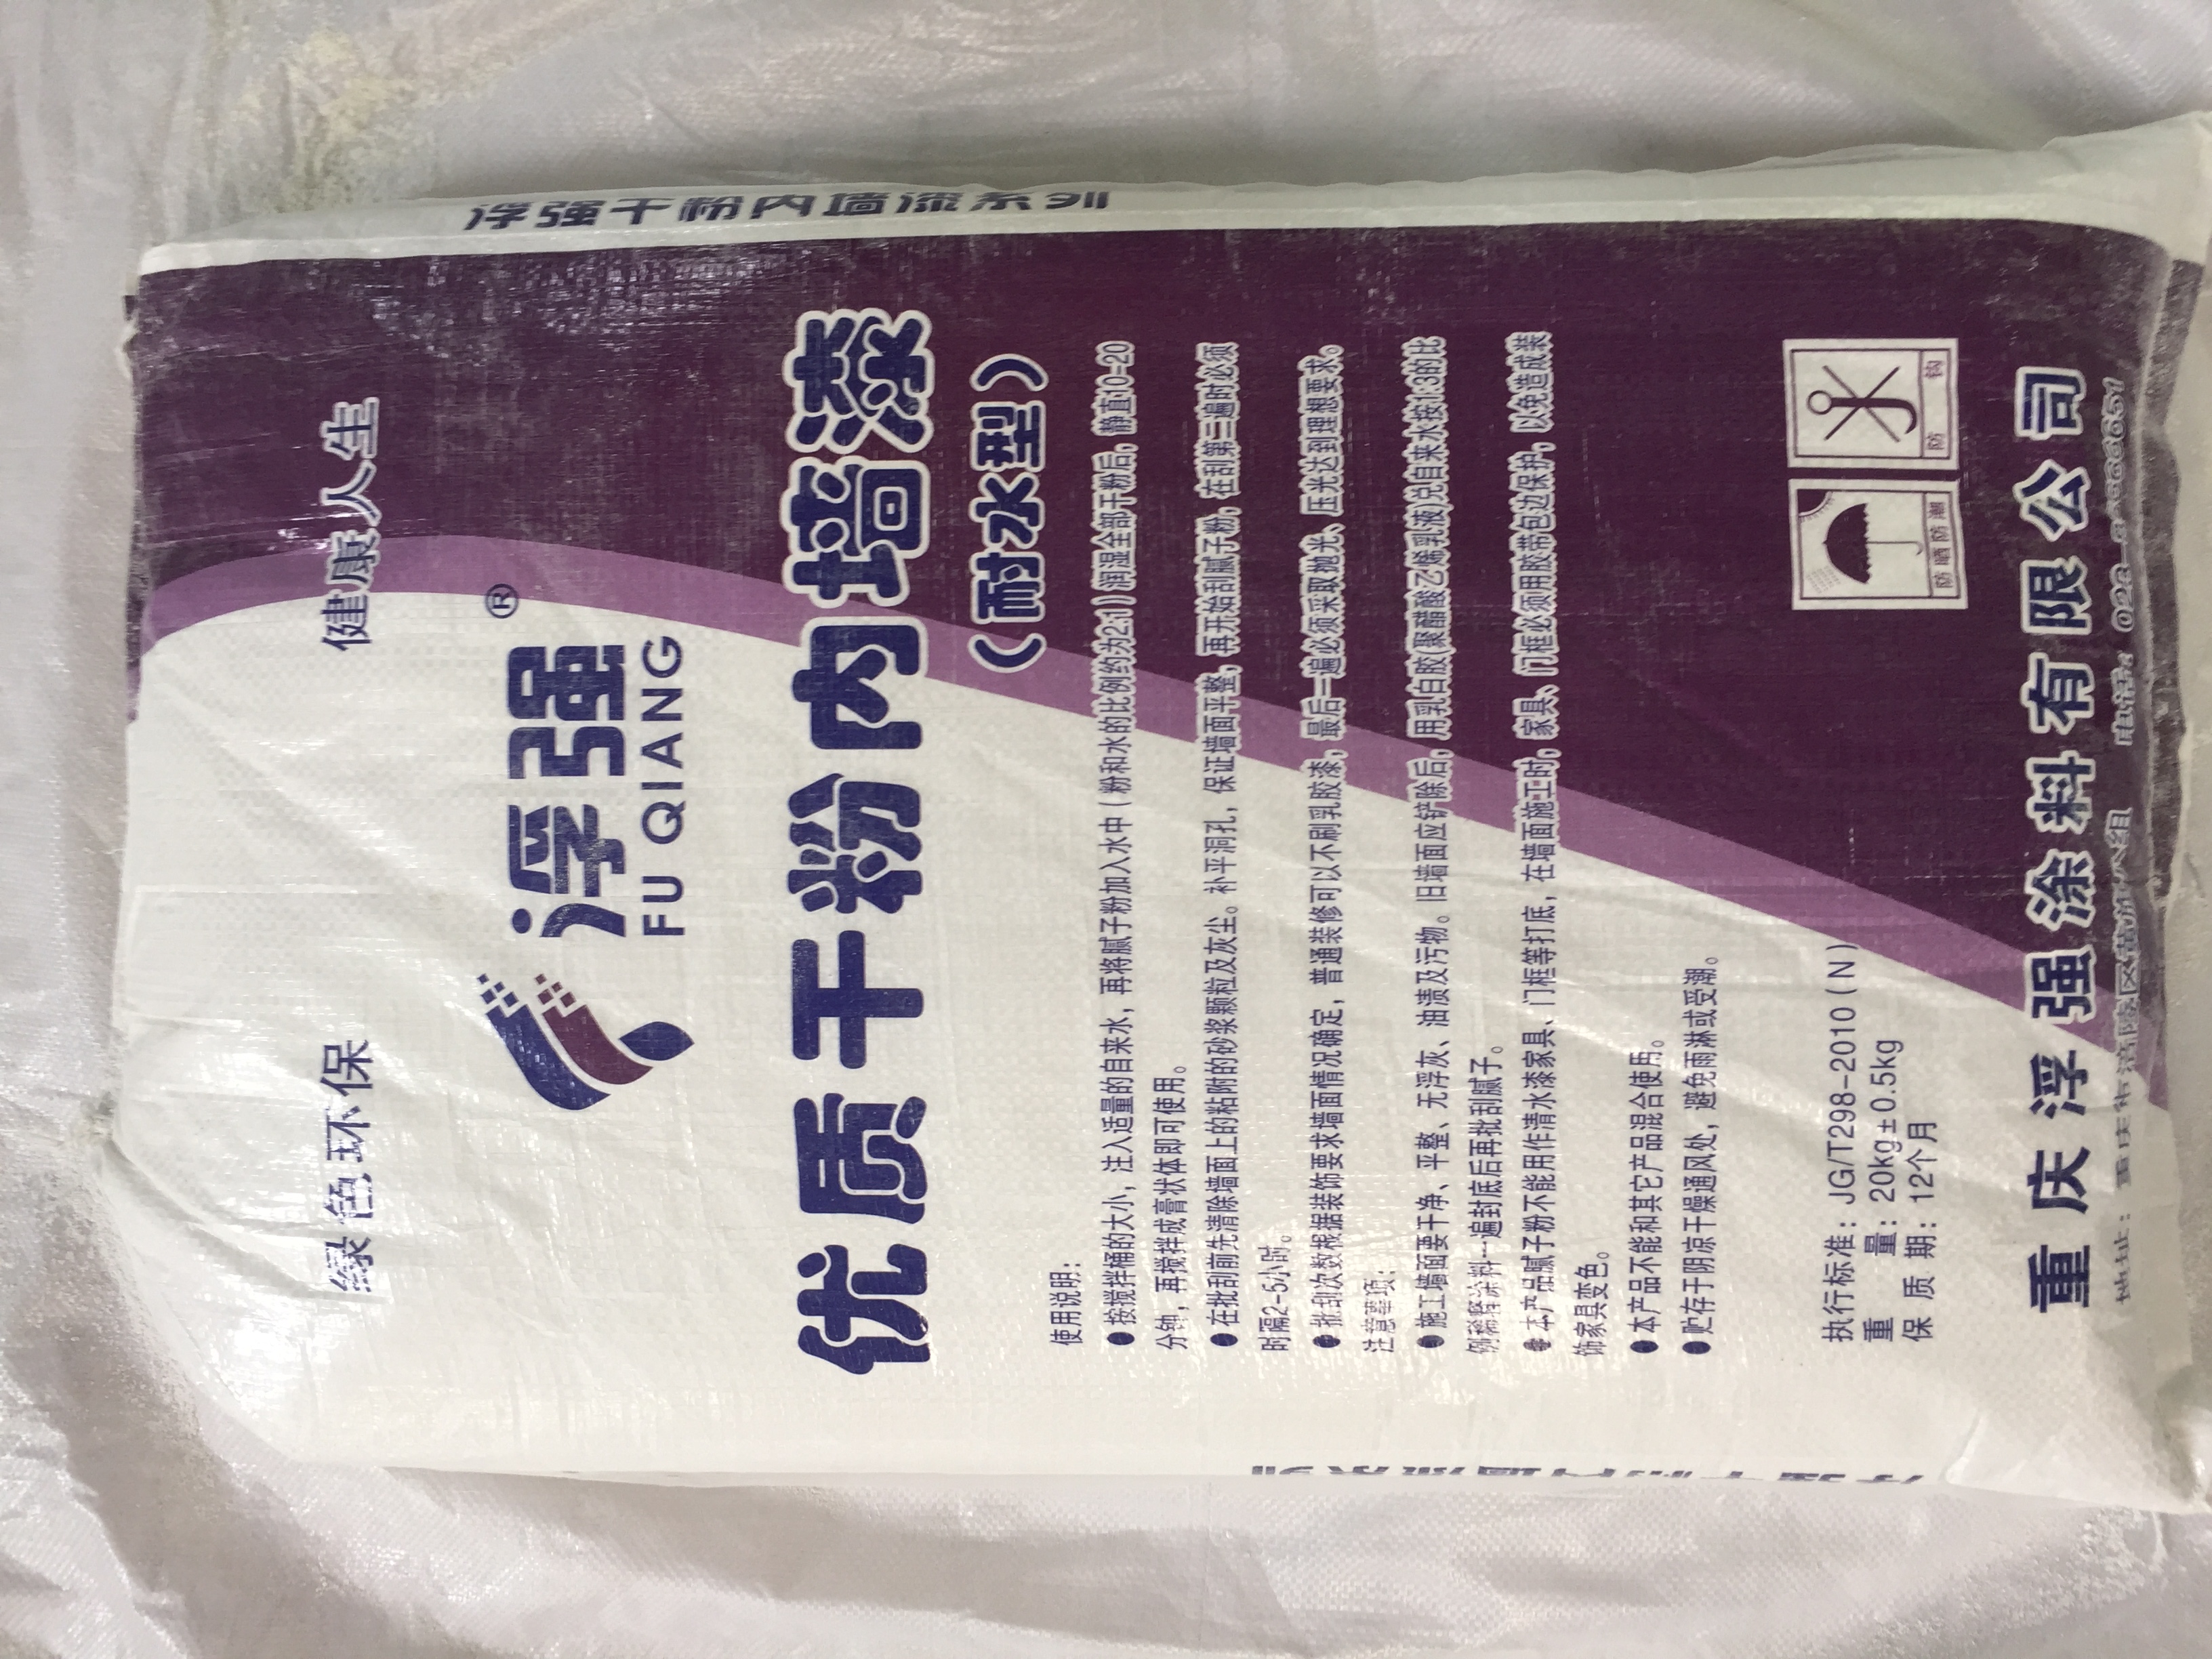 浮强干粉内墙漆系列
绿色环保 健康人生
浮强®
FU QIANG
优质干粉内墙漆
（耐水型）
使用说明：
●按搅拌桶的大小，注入适量的自来水，再将腻子粉加入水中（粉和水的比例约为2:1）润湿全部干粉后，静直10-20
分钟，再搅拌成膏状体即可使用。
●在批刮前先清除墙面上的粘附的砂浆颗粒及灰尘。补平洞孔，保证墙面平整，再开始刮腻子粉，在刮第三遍时必须
时隔2-5小时。
●批刮次数根据装饰要求墙面情况确定，普通装修可以不刷乳胶漆，最后一遍必须采取抛光、压光达到理想要求。
注意事项：
●施工墙面要干净、平整、无浮灰、油渍及污物。旧墙面应铲除后，用乳白胶(聚醋酸乙烯乳液)兑自来水按1:3的比
例稀释涂料一遍封底后再批刮腻子。
●本产品腻子粉不能用作清水漆家具、门框等打底，在墙面施工时，家具、门框必须用胶带包边保护，以免造成装
饰家具变色。
●本产品不能和其它产品混合使用。
●贮存于阴凉干燥通风处，避免雨淋或受潮。
执行标准：JG/T298-2010（N）
重 量：20kg±0.5kg
保 质 期：12个月
防晒防潮 防钩
重庆浮强涂料有限公司
地址：重庆市涪陵区 电话：